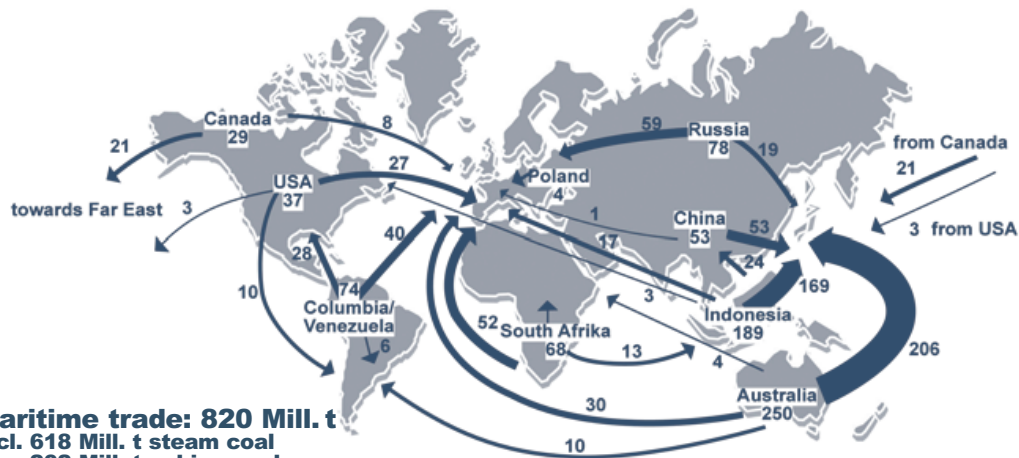 Canada
29
8
21
59
Russia
78
19
from Canada
21
27
USA
37
Poland
4
towards Far East
3
1
China
53
53
3 from USA
40
17
24
28
74
3
169
10
Columbia/
Venezuela
Indonesia
189
6
52
South Afrika
68
13
4
206
Australia
250
30
10
aritime trade: 820 Mill. t
cl. 618 Mill. t steam coal